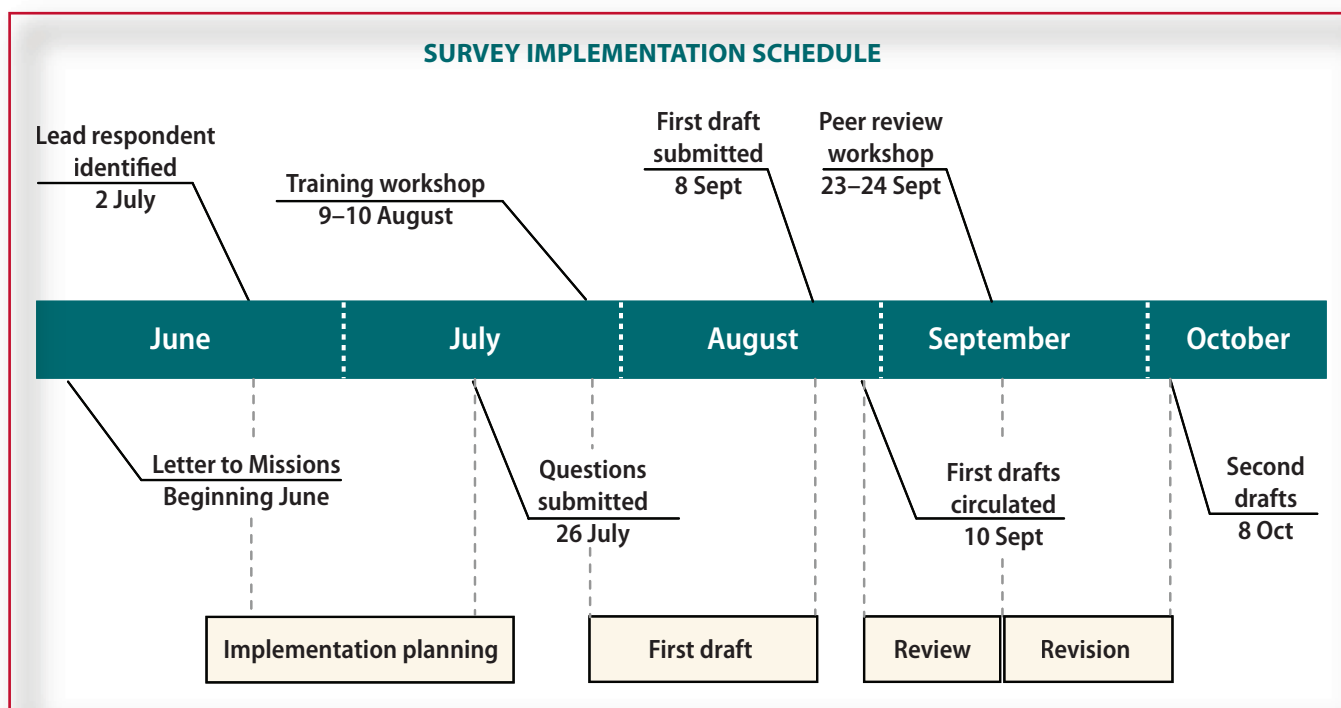 SURVEY IMPLEMENTATION SCHEDULE
Lead respondent
identified
2 July
Training workshop
9–10 August
First draft
submitted
8 Sept
Peer review
workshop
23–24 Sept
June
July
August
September
October
Letter to Missions
Beginning June
Questions
submitted
26 July
First drafts
circulated
10 Sept
Second
drafts
8 Oct
Implementation planning
First draft
Review
Revision